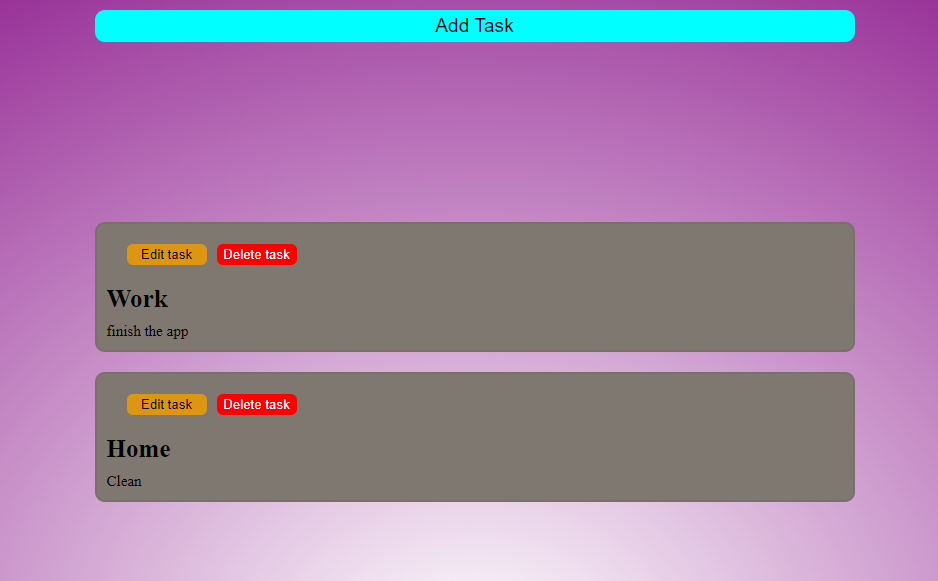 Add Task
Edit task Delete task
Work
finish the app
Edit task Delete task
Home
Clean